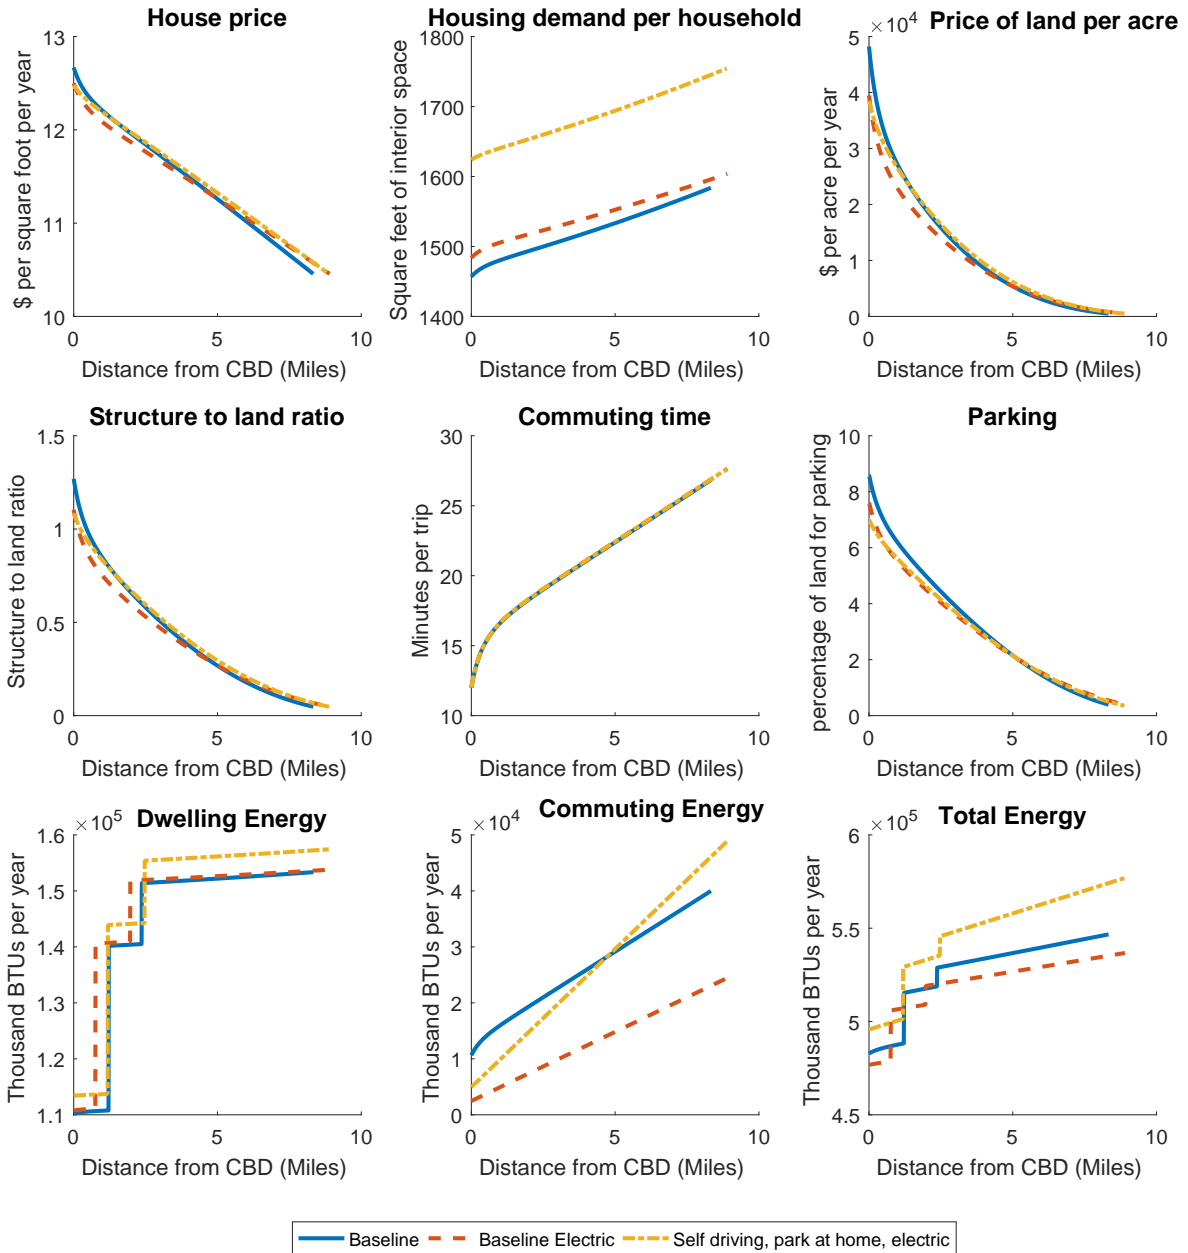 House price
13
12
11
10
$ per square foot per year
0 5 10
Distance from CBD (Miles)
Housing demand per household
1800
1700
1600
1500
1400
Square feet of interior space
0 5 10
Distance from CBD (Miles)
×10⁴
Price of land per acre
5
4
3
2
1
0
$ per acre per year
0 5 10
Distance from CBD (Miles)
Structure to land ratio
1.5
1
0.5
0
Structure to land ratio
0 5 10
Distance from CBD (Miles)
Commuting time
30
25
20
15
10
Minutes per trip
0 5 10
Distance from CBD (Miles)
Parking
10
8
6
4
2
0
percentage of land for parking
0 5 10
Distance from CBD (Miles)
×10⁵
Dwelling Energy
1.6
1.5
1.4
1.3
1.2
1.1
Thousand BTUs per year
0 5 10
Distance from CBD (Miles)
×10⁴
Commuting Energy
5
4
3
2
1
0
Thousand BTUs per year
0 5 10
Distance from CBD (Miles)
×10⁵
Total Energy
6
5.5
5
4.5
Thousand BTUs per year
0 5 10
Distance from CBD (Miles)
Baseline Baseline Electric Self driving, park at home, electric